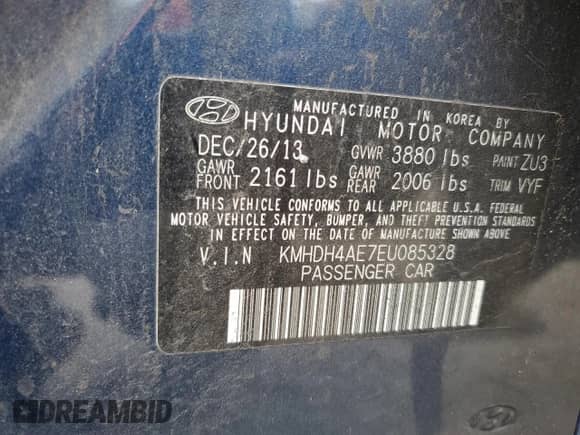 MANUFACTURED IN KOREA BY
HYUNDAI MOTOR COMPANY
DEC/26/13 GVWR 3880 lbs PAINT ZU3
GAWR FRONT 2161 lbs GAWR REAR 2006 lbs TRIM VYF
THIS VEHICLE CONFORMS TO ALL APPLICABLE U.S.A. FEDERAL
MOTOR VEHICLE SAFETY, BUMPER, AND THEFT PREVENTION STANDARDS
IN EFFECT ON THE DATE OF MANUFACTURE SHOWN ABOVE
V.I.N KMHDH4AE7EU085328
PASSENGER CAR
DREAMBID